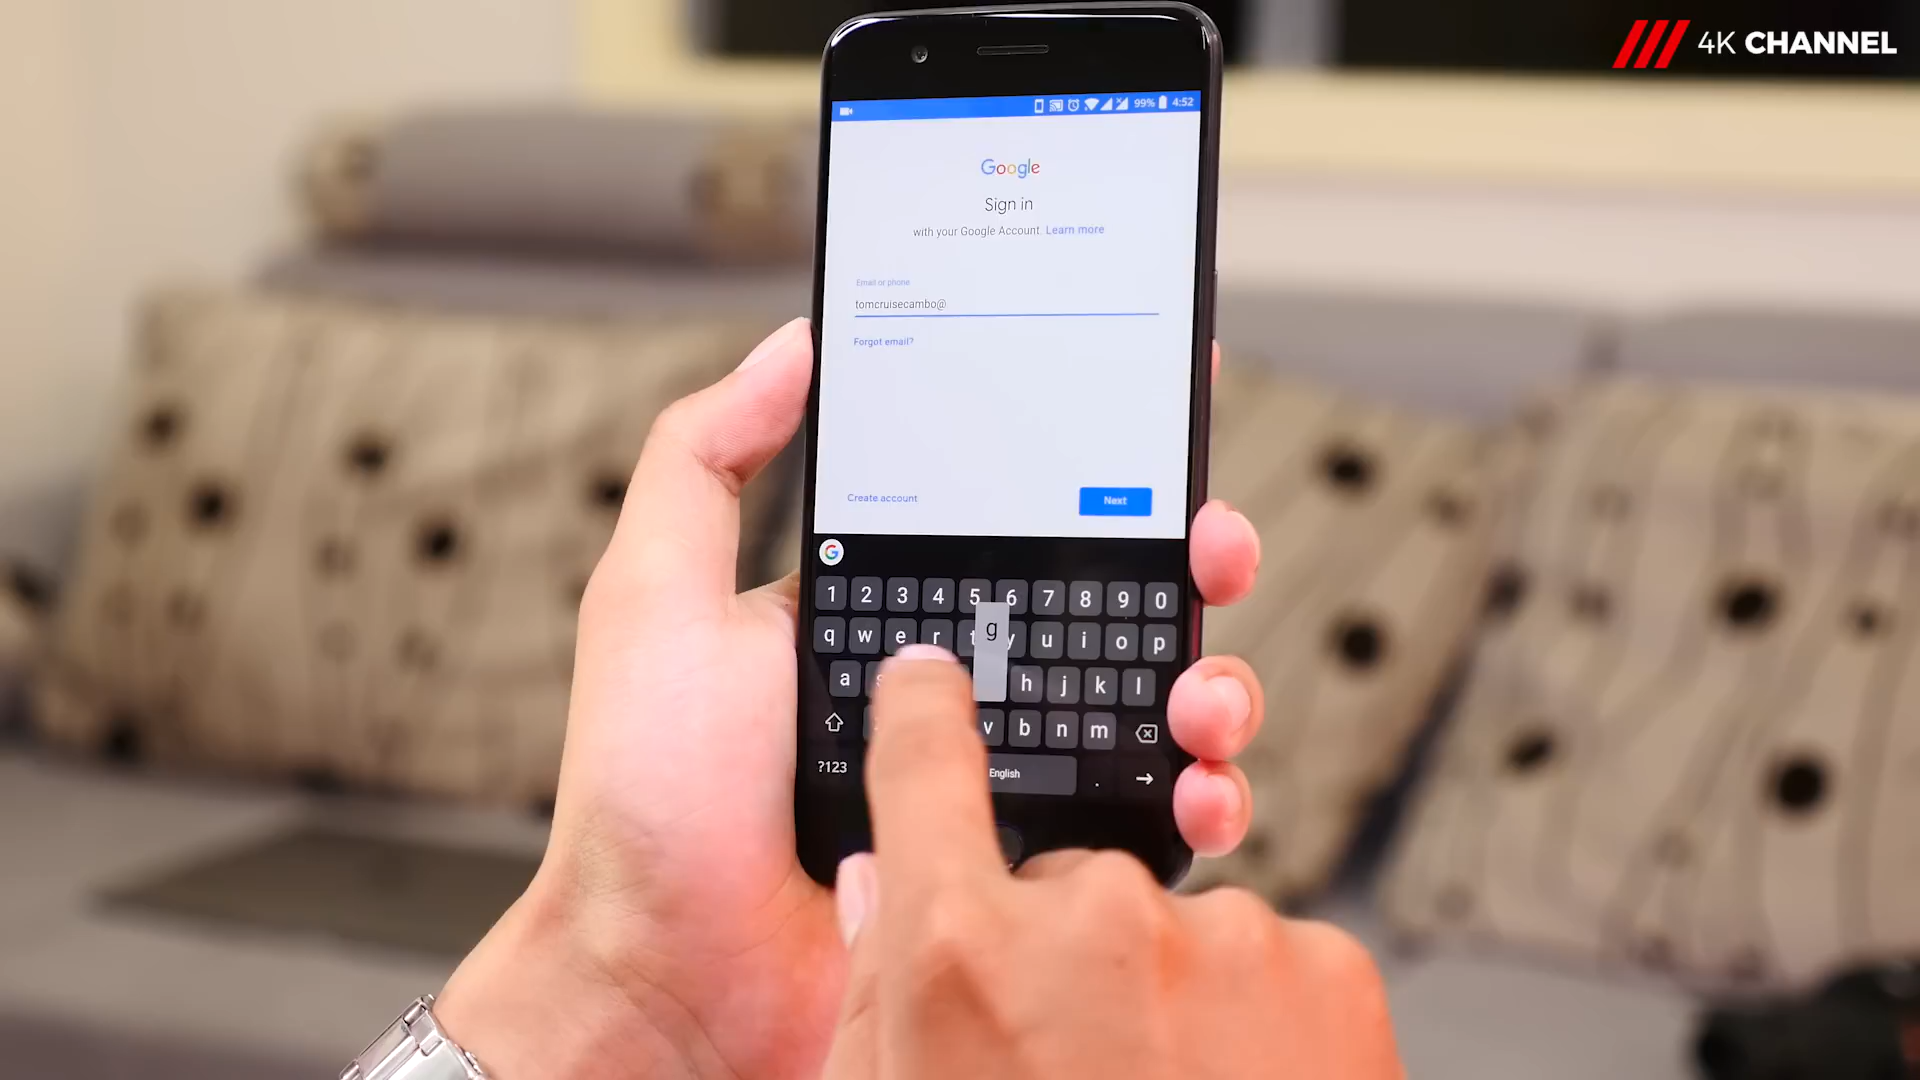 4K CHANNEL
99% 4:52
Google
Sign in
with your Google Account. Learn more
Email or phone
tomcruisecambo@
Forgot email?
Create account
Next
G
1 2 3 4 5 6 7 8 9 0
g
q w e r t y u i o p
a s h j k l
v b n m
?123 English .